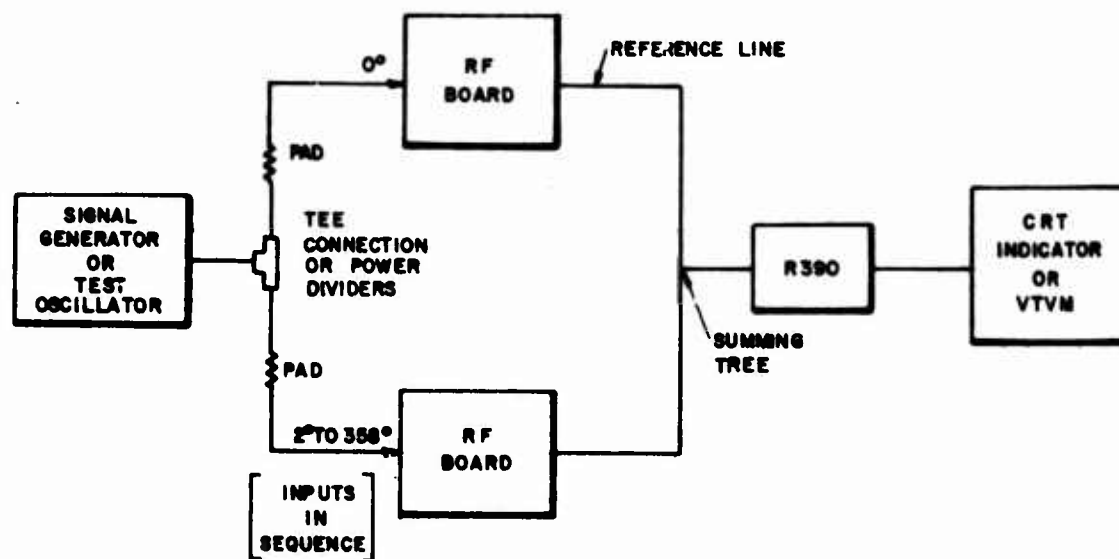 0°
RF
BOARD
REFERENCE LINE
PAD
SIGNAL
GENERATOR
OR
TEST
OSCILLATOR
TEE
CONNECTION
OR POWER
DIVIDERS
R390
CRT
INDICATOR
OR
VTVM
SUMMING
TREE
PAD
2° TO 358°
RF
BOARD
INPUTS
IN
SEQUENCE